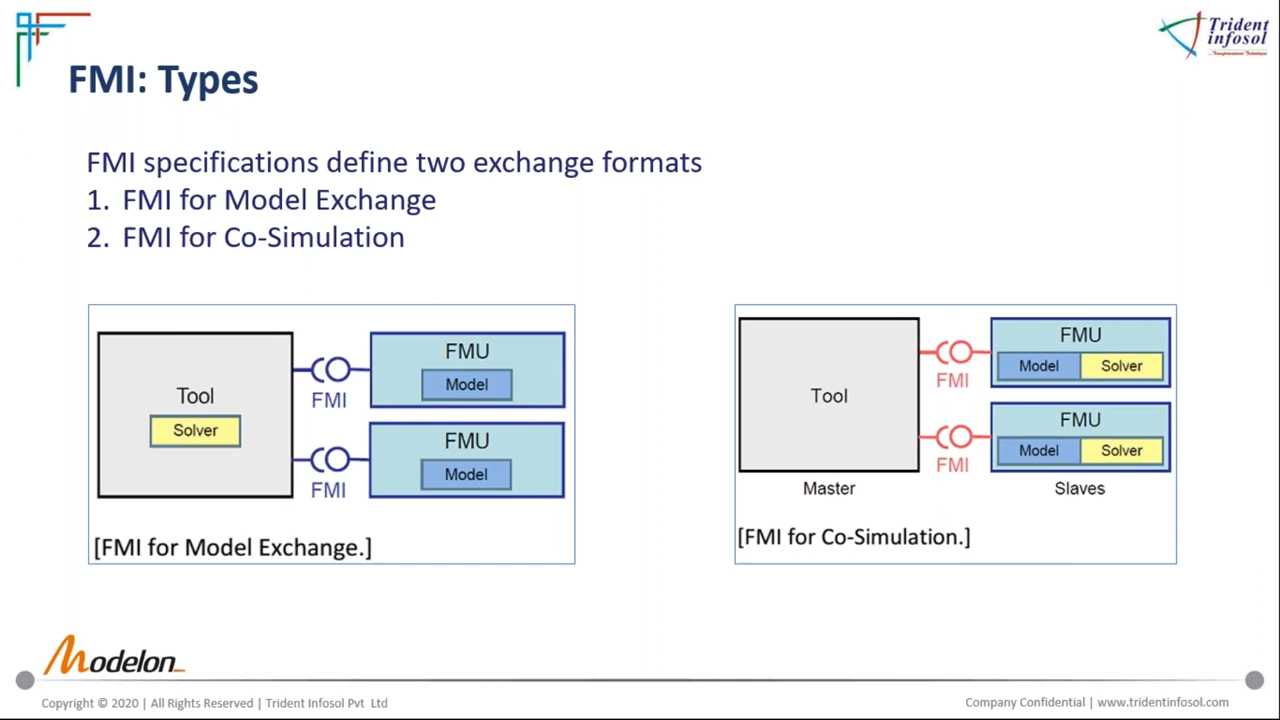 Trident
infosol
FMI: Types
FMI specifications define two exchange formats
1. FMI for Model Exchange
2. FMI for Co-Simulation
Tool
Solver
FMI
FMU
Model
FMI
FMU
Model
[FMI for Model Exchange.]
Tool
Master
FMI
FMU
Model Solver
FMI
FMU
Model Solver
Slaves
[FMI for Co-Simulation.]
Modelon
Copyright © 2020 | All Rights Reserved | Trident Infosol Pvt Ltd
Company Confidential | www.tridentinfosol.com